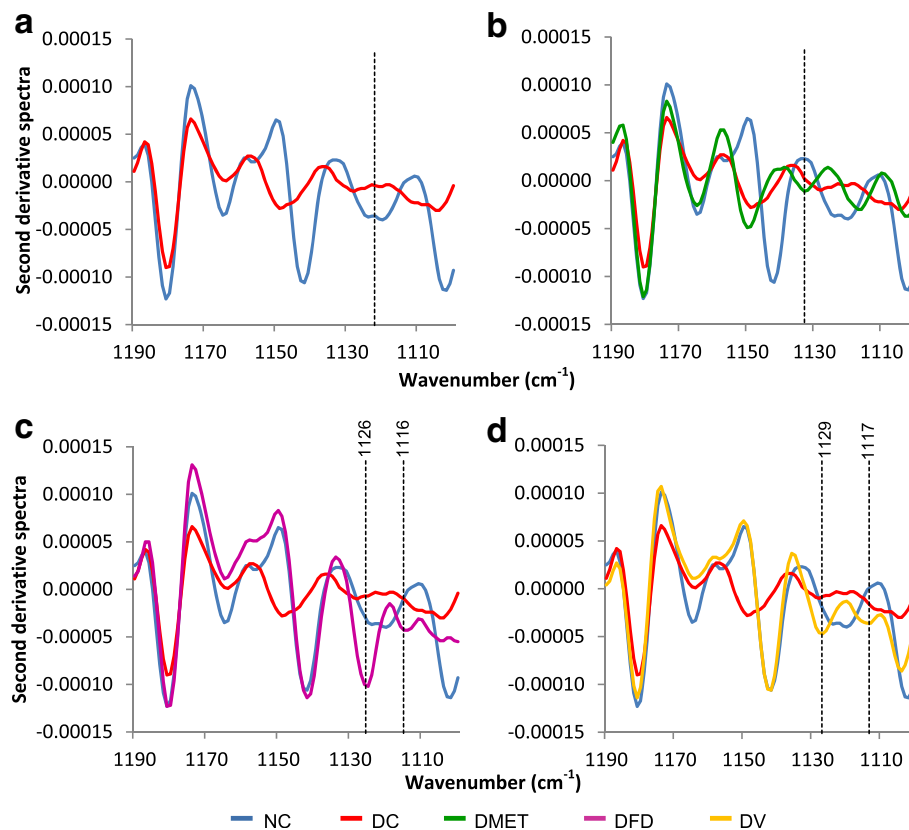 a
b
Second derivative spectra
0.00015
0.00010
0.00005
0.00000
-0.00005
-0.00010
-0.00015
1190 1170 1150 1130 1110
0.00015
0.00010
0.00005
0.00000
-0.00005
-0.00010
-0.00015
1190 1170 1150 1130 1110
Wavenumber (cm-1)
c
d
Second derivative spectra
0.00015
0.00010
0.00005
0.00000
-0.00005
-0.00010
-0.00015
1126
1116
1190 1170 1150 1130 1110
0.00015
0.00010
0.00005
0.00000
-0.00005
-0.00010
-0.00015
1129
1117
1190 1170 1150 1130 1110
Wavenumber (cm-1)
NC DC DMET DFD DV